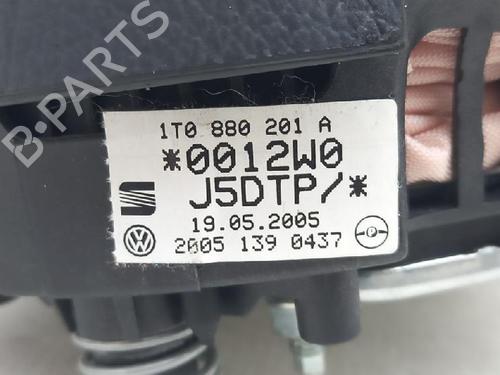 B-PARTS
1T0 880 201 A
*0012W0
J5DTP/*
19.05.2005
2005 139 0437
P